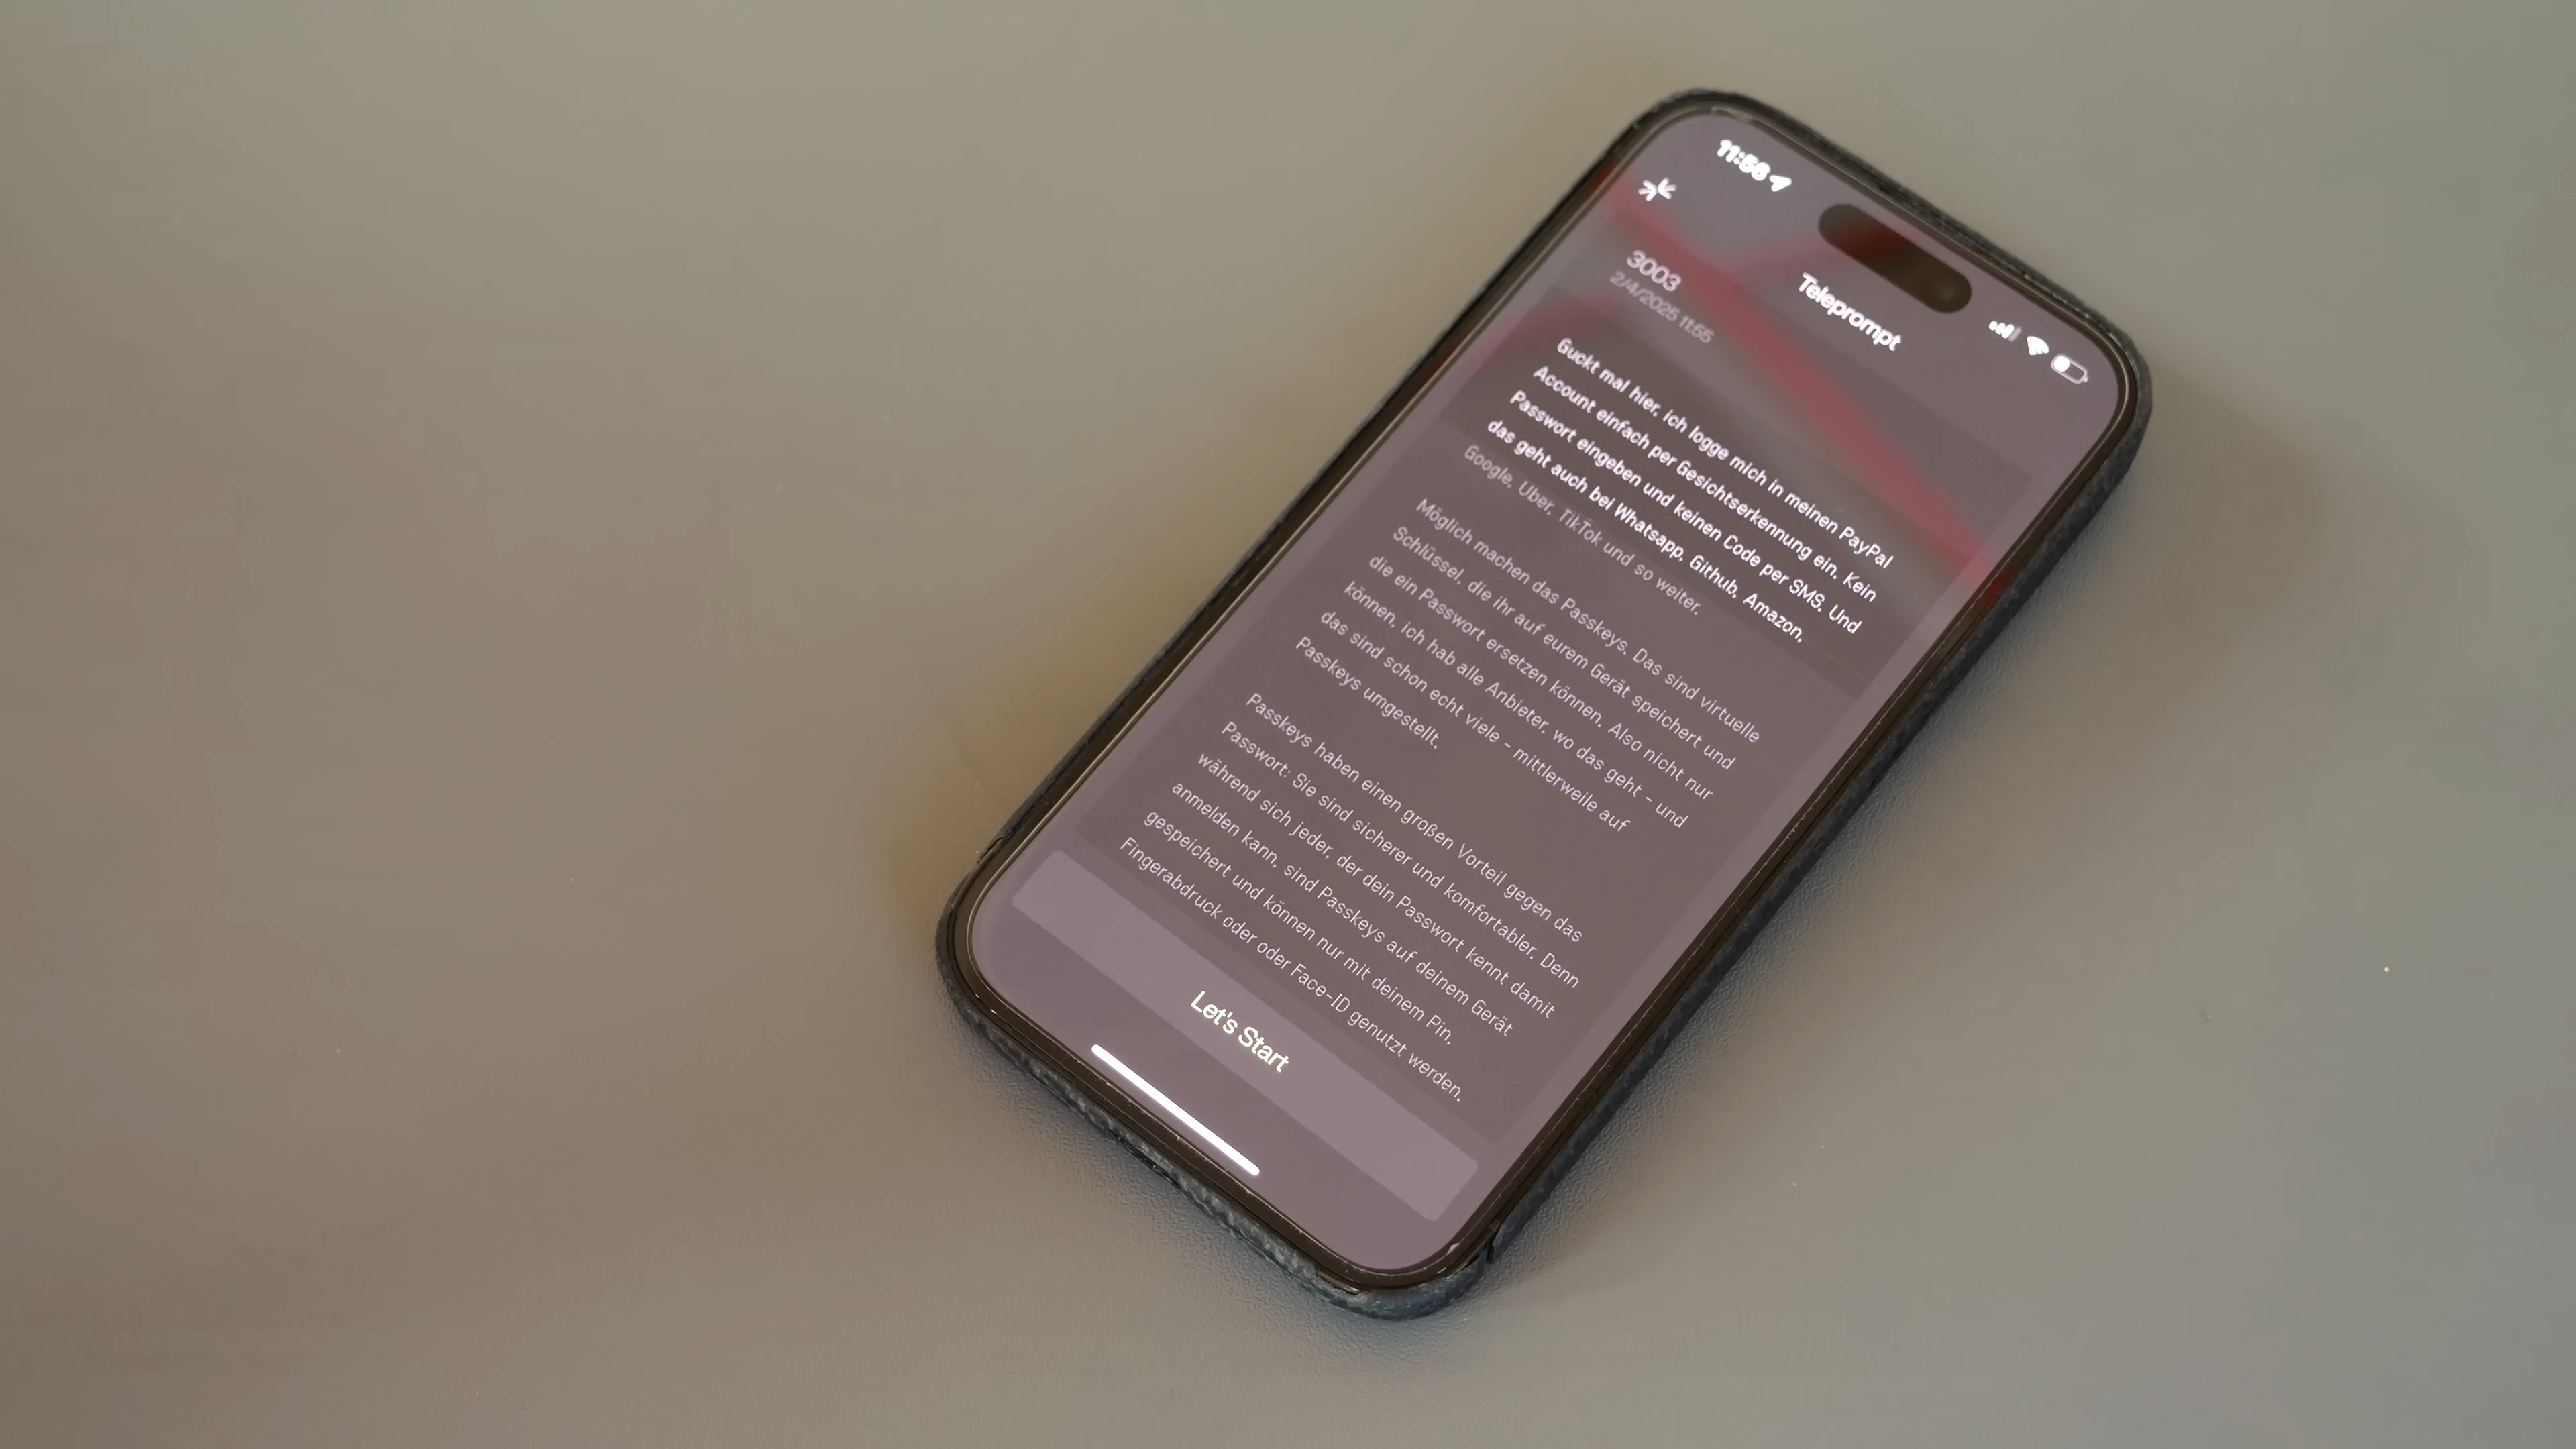 11:56
Teleprompt
3003
2/4/2025 11:55
Guckt mal hier, ich logge mich in meinen PayPal
Account einfach per Gesichtserkennung ein. Kein
Passwort eingeben und keinen Code per SMS. Und
das geht auch bei Whatsapp, Github, Amazon,
Google, Uber, TikTok und so weiter.
Möglich machen das Passkeys. Das sind virtuelle
Schlüssel, die ihr auf eurem Gerät speichert und
die ein Passwort ersetzen können. Also nicht nur
können, ich hab alle Anbieter, wo das geht - und
das sind schon echt viele - mittlerweile auf
Passkeys umgestellt.
Passkeys haben einen großen Vorteil gegen das
Passwort: Sie sind sicherer und komfortabler. Denn
während sich jeder, der dein Passwort kennt damit
anmelden kann, sind Passkeys auf deinem Gerät
gespeichert und können nur mit deinem Pin,
Fingerabdruck oder oder Face-ID genutzt werden.
Let's Start